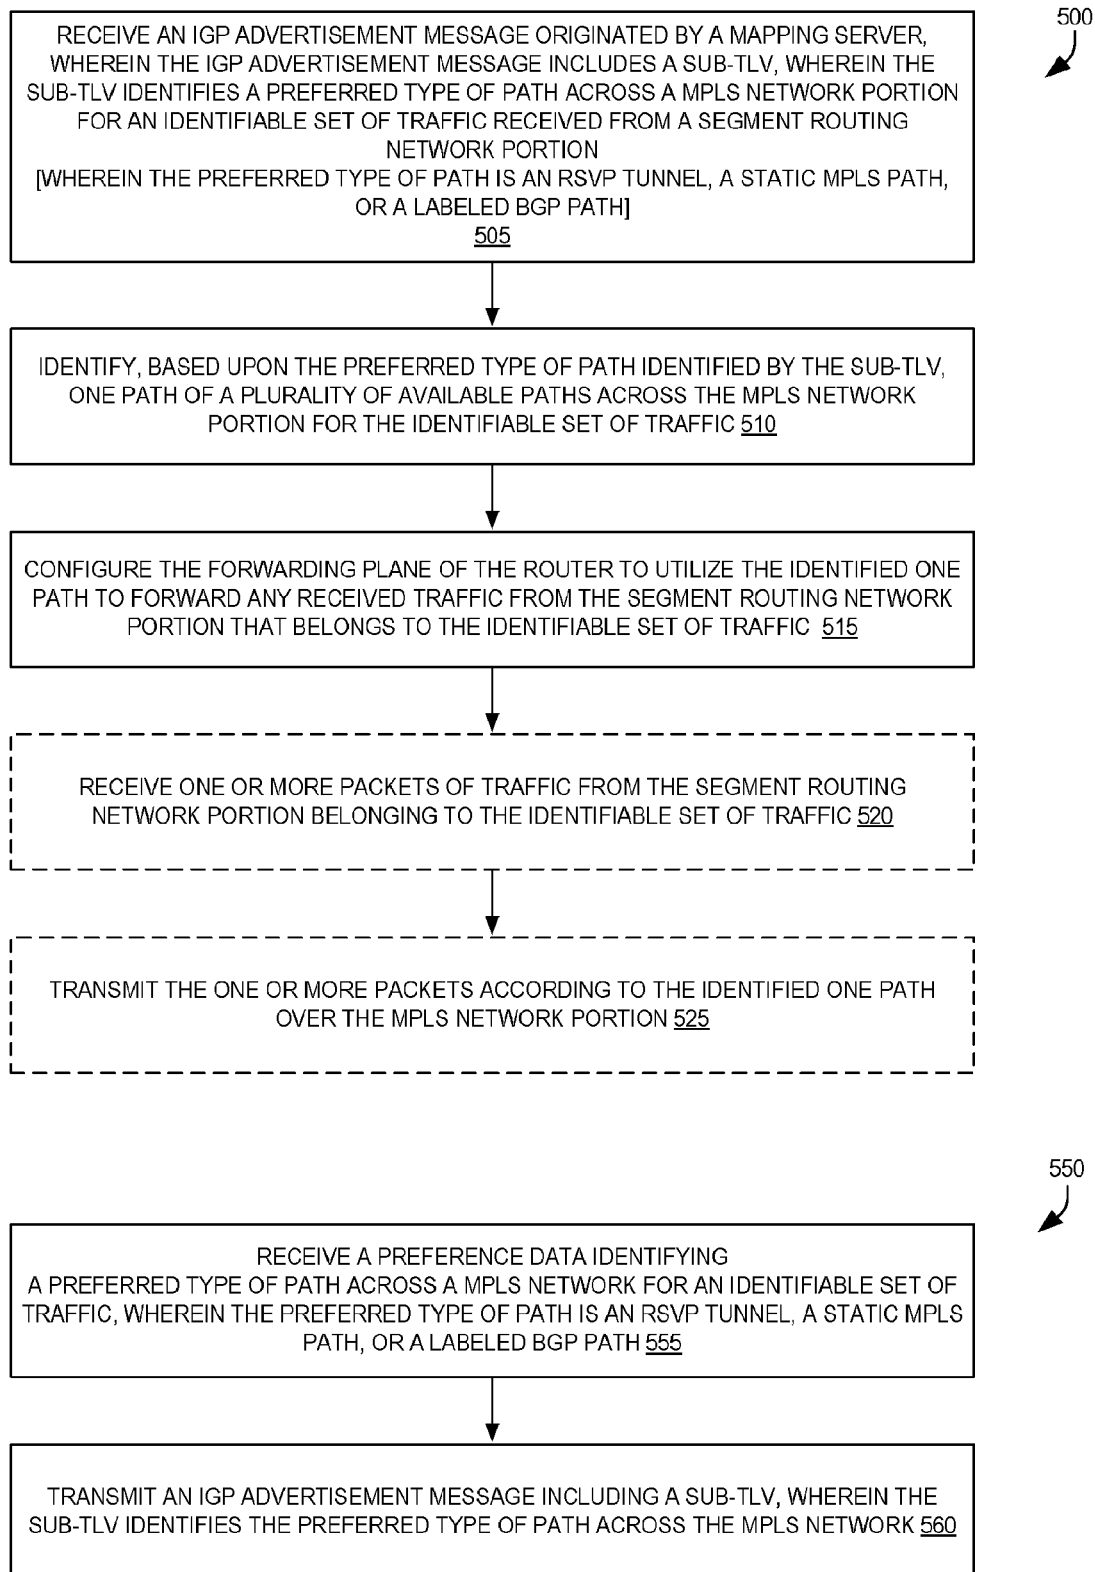 500
RECEIVE AN IGP ADVERTISEMENT MESSAGE ORIGINATED BY A MAPPING SERVER,
WHEREIN THE IGP ADVERTISEMENT MESSAGE INCLUDES A SUB-TLV, WHEREIN THE
SUB-TLV IDENTIFIES A PREFERRED TYPE OF PATH ACROSS A MPLS NETWORK PORTION
FOR AN IDENTIFIABLE SET OF TRAFFIC RECEIVED FROM A SEGMENT ROUTING
NETWORK PORTION
[WHEREIN THE PREFERRED TYPE OF PATH IS AN RSVP TUNNEL, A STATIC MPLS PATH,
OR A LABELED BGP PATH]
505
IDENTIFY, BASED UPON THE PREFERRED TYPE OF PATH IDENTIFIED BY THE SUB-TLV,
ONE PATH OF A PLURALITY OF AVAILABLE PATHS ACROSS THE MPLS NETWORK
PORTION FOR THE IDENTIFIABLE SET OF TRAFFIC 510
CONFIGURE THE FORWARDING PLANE OF THE ROUTER TO UTILIZE THE IDENTIFIED ONE
PATH TO FORWARD ANY RECEIVED TRAFFIC FROM THE SEGMENT ROUTING NETWORK
PORTION THAT BELONGS TO THE IDENTIFIABLE SET OF TRAFFIC 515
RECEIVE ONE OR MORE PACKETS OF TRAFFIC FROM THE SEGMENT ROUTING
NETWORK PORTION BELONGING TO THE IDENTIFIABLE SET OF TRAFFIC 520
TRANSMIT THE ONE OR MORE PACKETS ACCORDING TO THE IDENTIFIED ONE PATH
OVER THE MPLS NETWORK PORTION 525
550
RECEIVE A PREFERENCE DATA IDENTIFYING
A PREFERRED TYPE OF PATH ACROSS A MPLS NETWORK FOR AN IDENTIFIABLE SET OF
TRAFFIC, WHEREIN THE PREFERRED TYPE OF PATH IS AN RSVP TUNNEL, A STATIC MPLS
PATH, OR A LABELED BGP PATH 555
TRANSMIT AN IGP ADVERTISEMENT MESSAGE INCLUDING A SUB-TLV, WHEREIN THE
SUB-TLV IDENTIFIES THE PREFERRED TYPE OF PATH ACROSS THE MPLS NETWORK 560